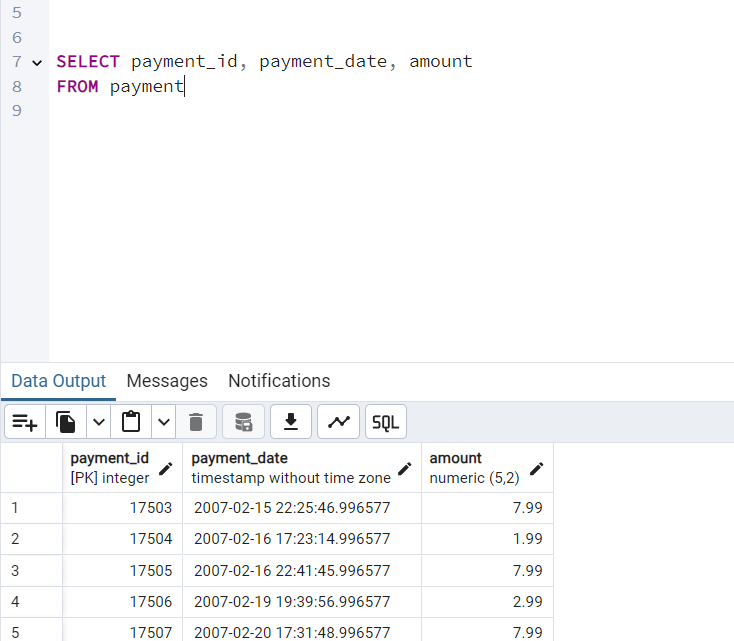 5
6
7 SELECT payment_id, payment_date, amount
8 FROM payment
9
Data Output Messages Notifications
SQL
payment_id payment_date amount
[PK] integer timestamp without time zone numeric (5,2)
1 17503 2007-02-15 22:25:46.996577 7.99
2 17504 2007-02-16 17:23:14.996577 1.99
3 17505 2007-02-16 22:41:45.996577 7.99
4 17506 2007-02-19 19:39:56.996577 2.99
5 17507 2007-02-20 17:31:48.996577 7.99